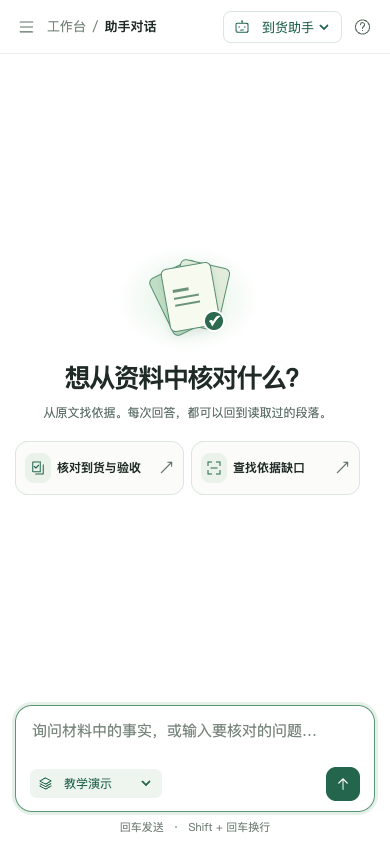 工作台 / 助手对话
到货助手
想从资料中核对什么?
从原文找依据。每次回答，都可以回到读取过的段落。
核对到货与验收
查找依据缺口
询问材料中的事实，或输入要核对的问题...
教学演示
回车发送 · Shift + 回车换行